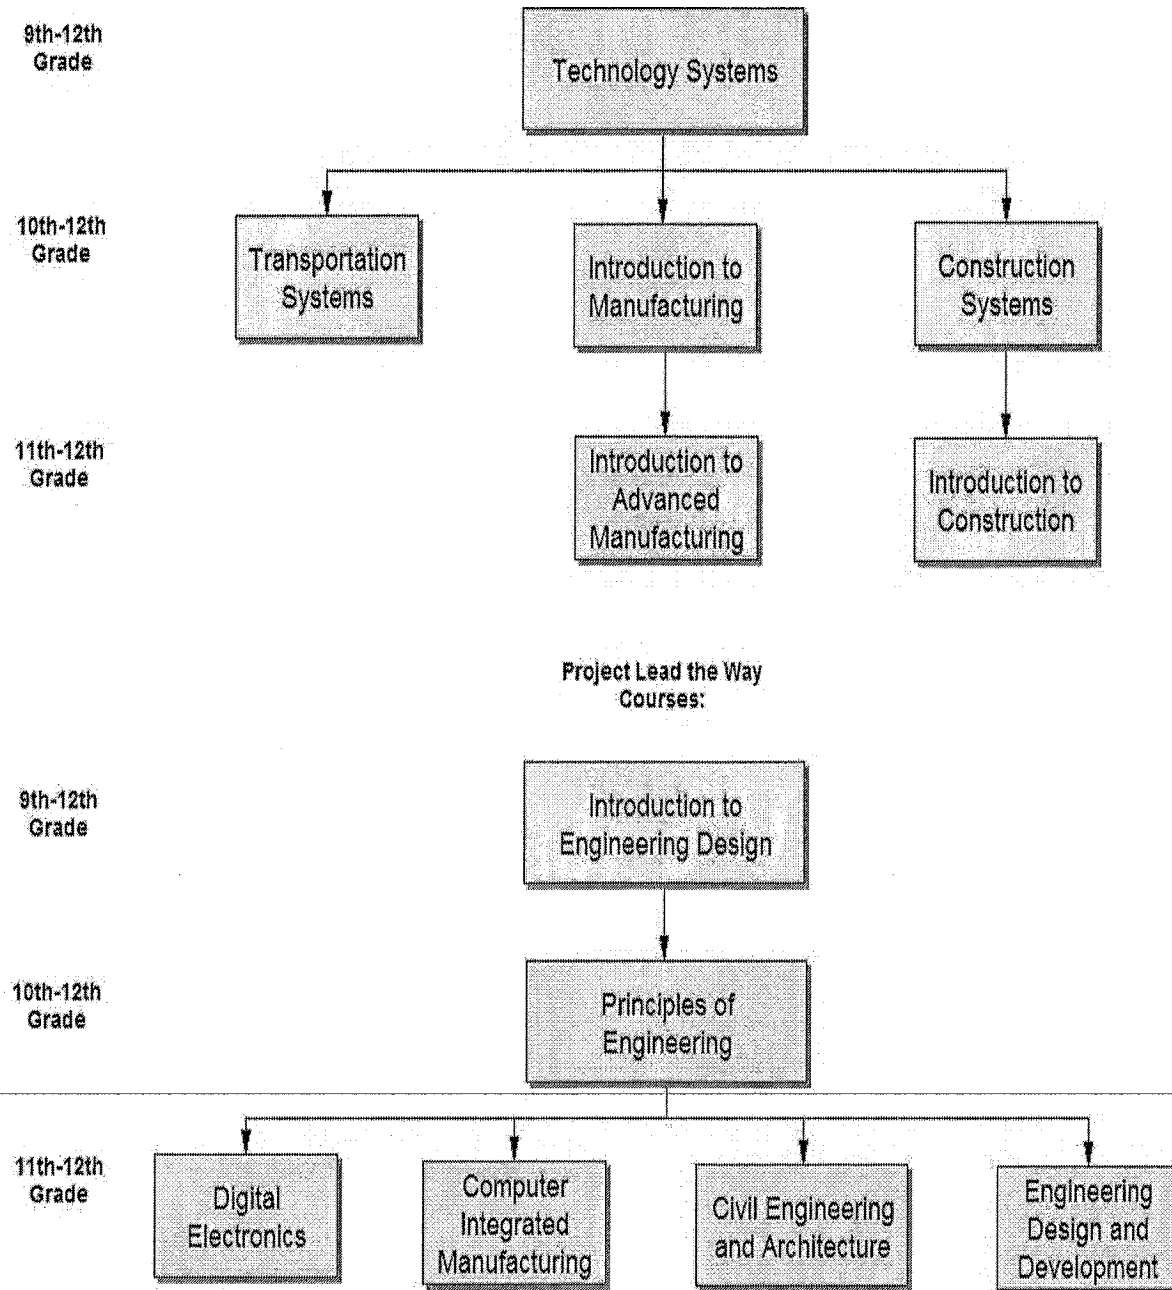 9th-12th
Grade
Technology Systems
10th-12th
Grade
Transportation
Systems
Introduction to
Manufacturing
Construction
Systems
11th-12th
Grade
Introduction to
Advanced
Manufacturing
Introduction to
Construction
Project Lead the Way
Courses:
9th-12th
Grade
Introduction to
Engineering Design
10th-12th
Grade
Principles of
Engineering
11th-12th
Grade
Digital
Electronics
Computer
Integrated
Manufacturing
Civil Engineering
and Architecture
Engineering
Design and
Development